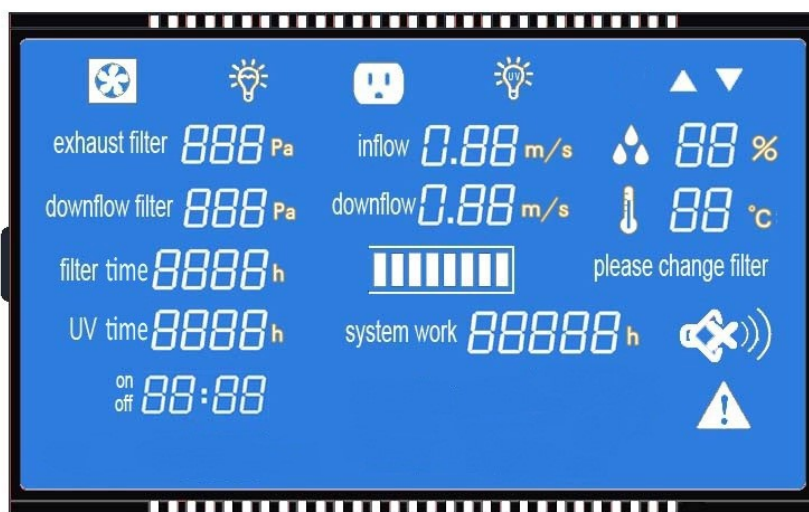 UV
exhaust filter 888 Pa
inflow 0.88 m/s
88 %
downflow filter 888 Pa
downflow 0.88 m/s
88 °C
filter time 8888 h
please change filter
UV time 8888 h
system work 88888 h
on
off 88:88